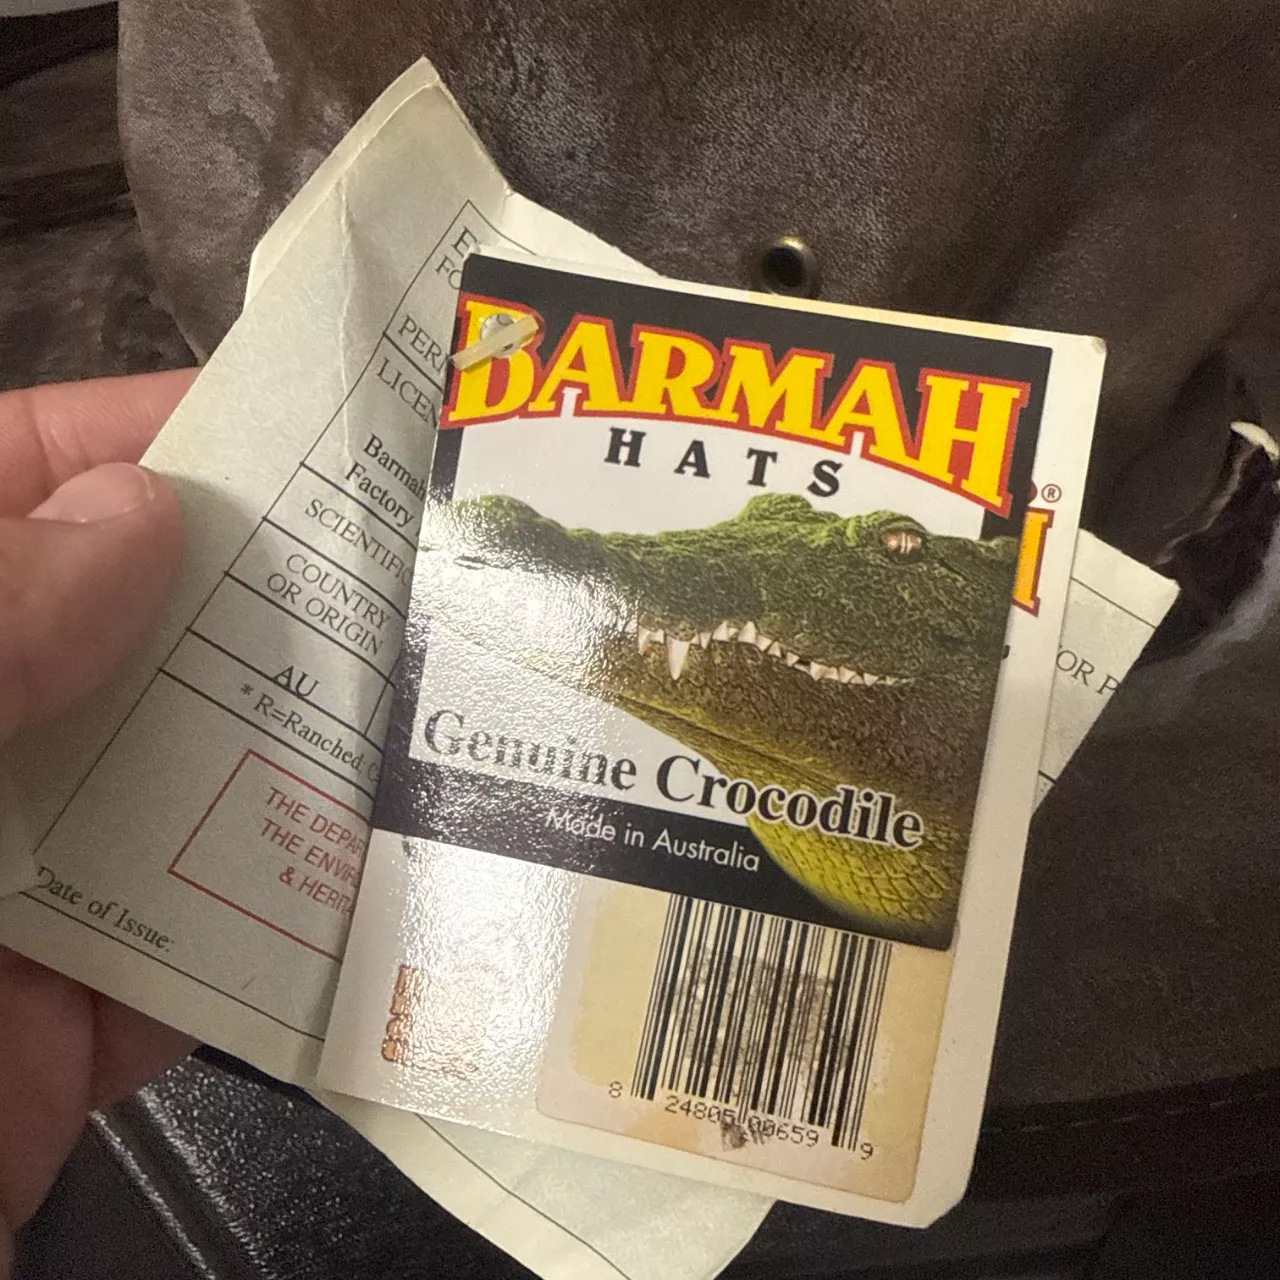 BARMAH
HATS
Genuine Crocodile
Made in Australia
8 24805 00659 9
®
PER
LICEN
Barmah
Factory
SCIENTIFIC
COUNTRY
OR ORIGIN
AU
* R=Ranched
THE DEPAR
THE ENVIR
& HERIT
Date of Issue:
OR P